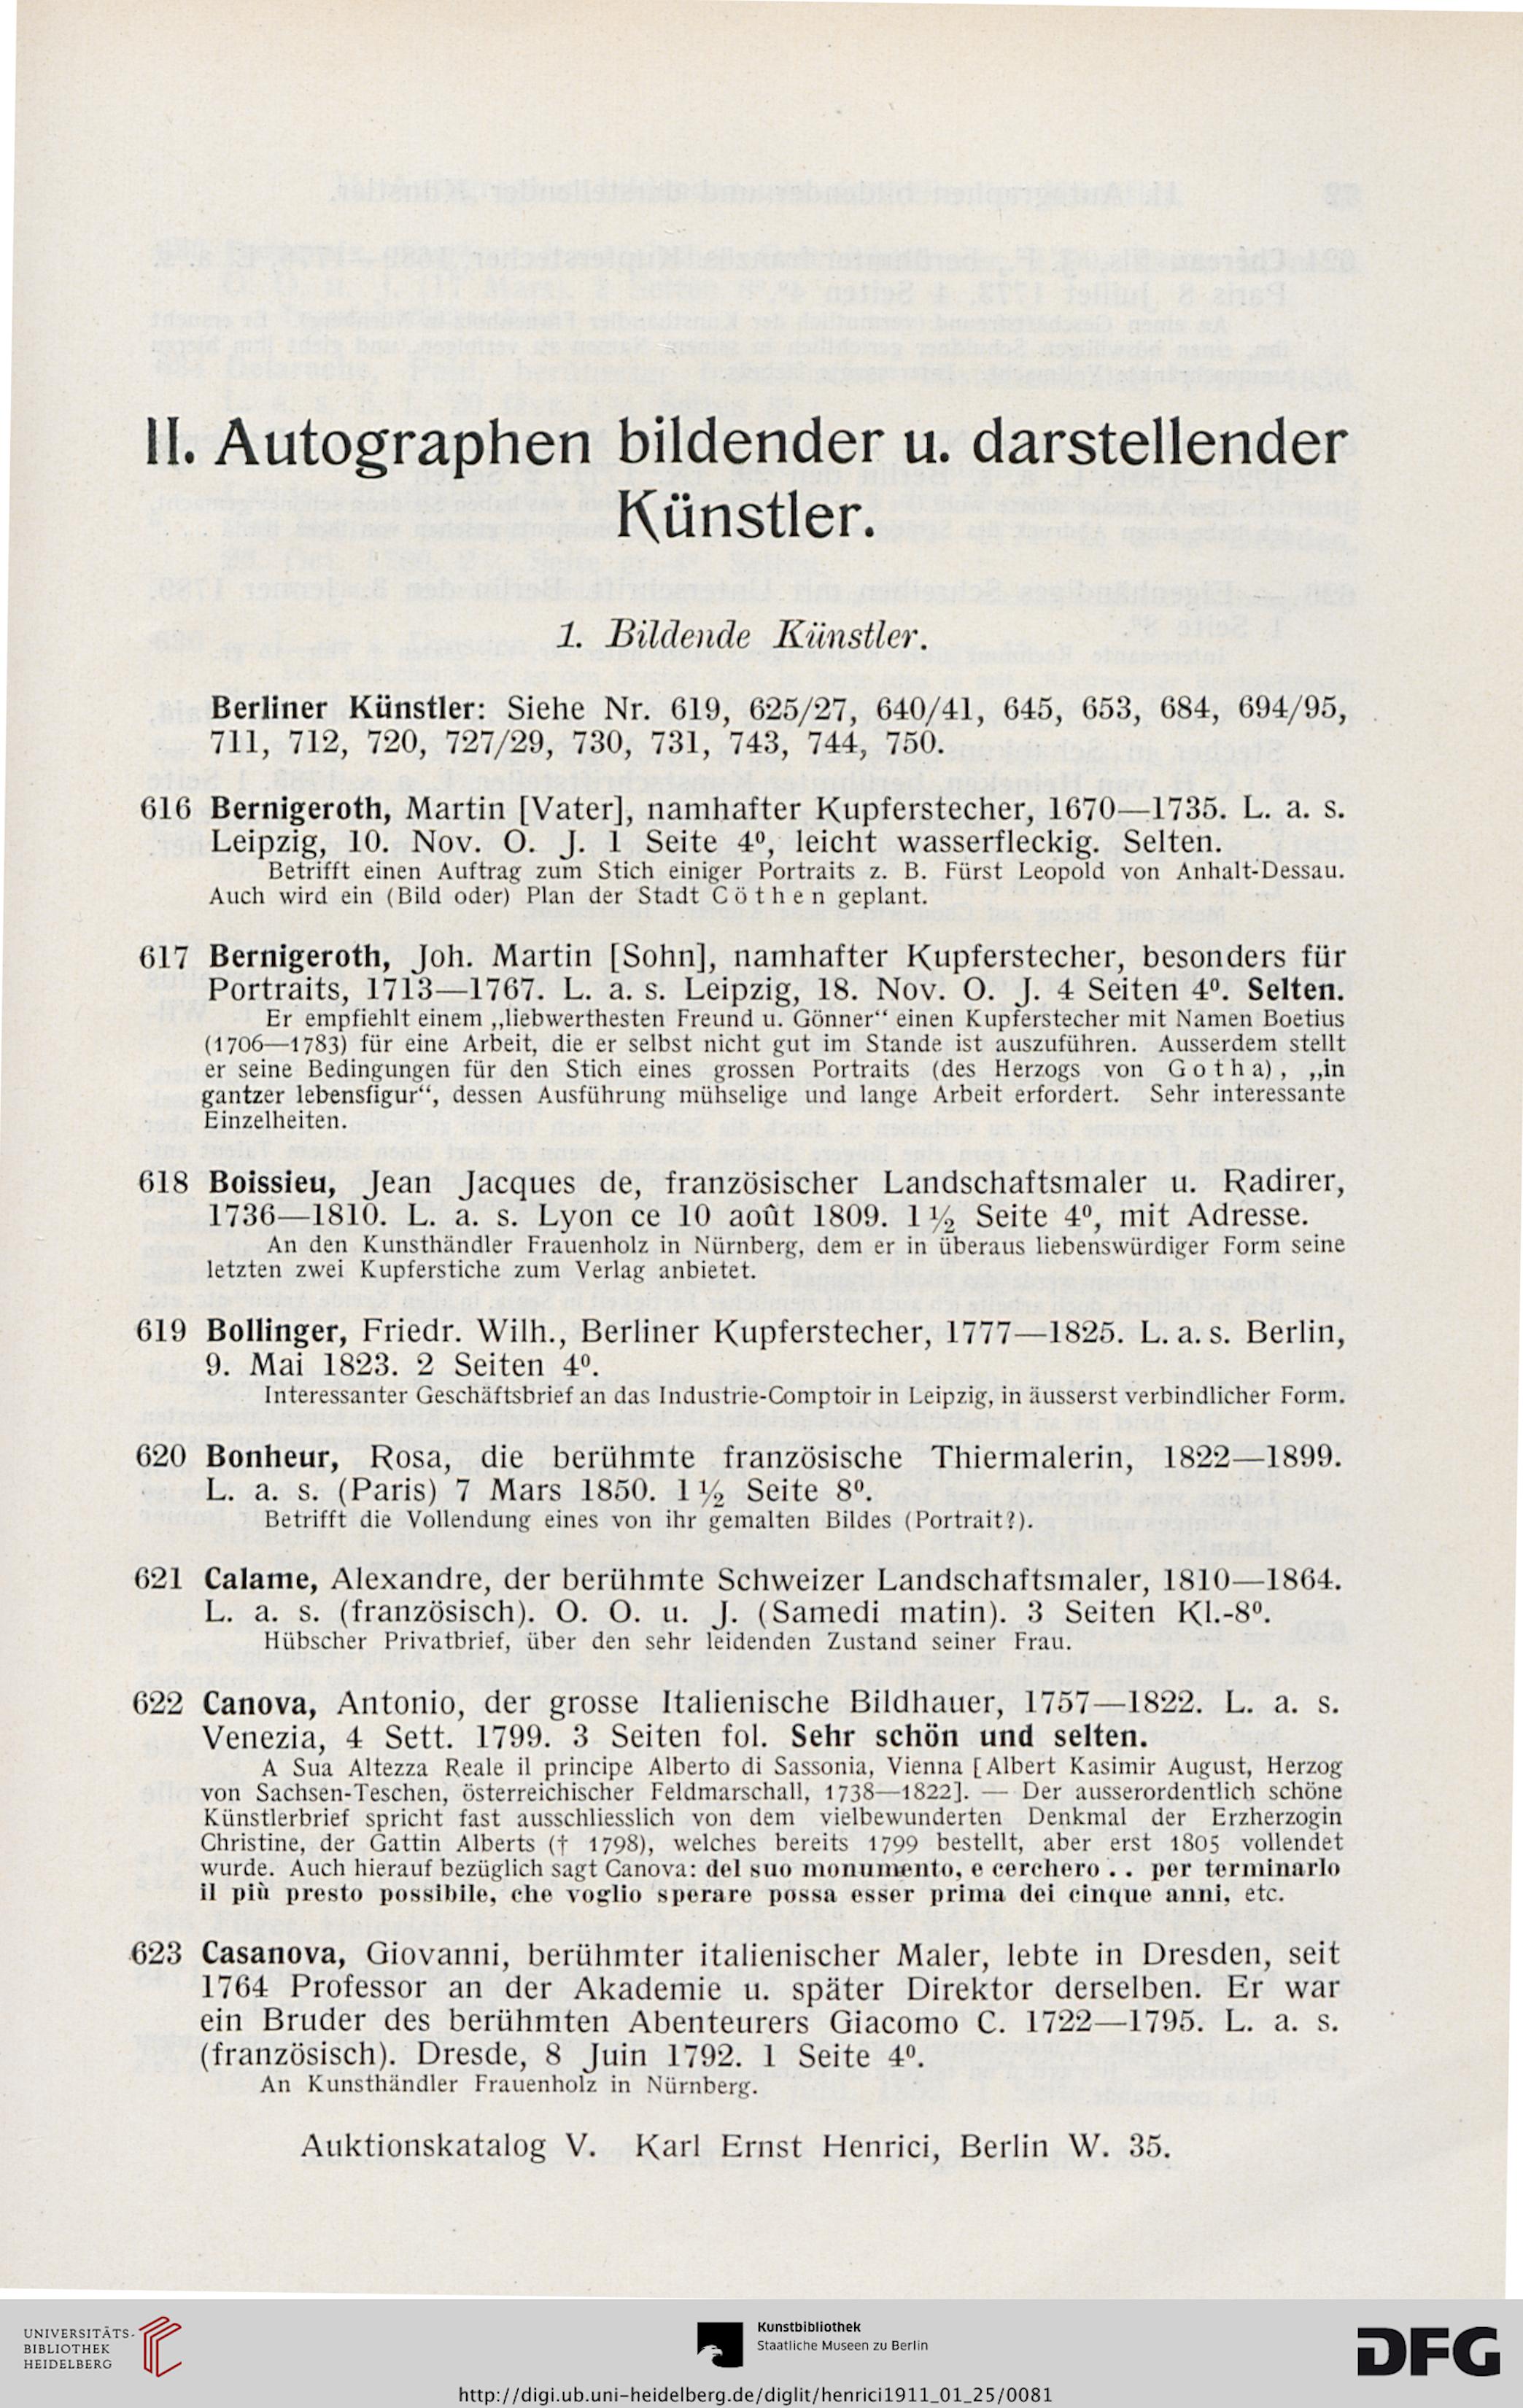 II. Autographen bildender u. darstellender
Künstler.
1. Bildende Künstler.
Berliner Künstler: Siehe Nr. 619, 625/27, 640/41, 645, 653, 684, 694/95,
711, 712, 720, 727/29, 730, 731, 743, 744, 750.
616 Bernigeroth, Martin [Vater], namhafter Kupferstecher, 1670—1735. L. a. s.
Leipzig, 10. Nov. O. J. 1 Seite 4⁰, leicht wasserfleckig. Selten.
Betrifft einen Auftrag zum Stich einiger Portraits z. B. Fürst Leopold von Anhalt-Dessau.
Auch wird ein (Bild oder) Plan der Stadt Cöthen geplant.
617 Bernigeroth, Joh. Martin [Sohn], namhafter Kupferstecher, besonders für
Portraits, 1713—1767. L. a. s. Leipzig, 18. Nov. O. J. 4 Seiten 4⁰. Selten.
Er empfiehlt einem „liebwerthesten Freund u. Gönner“ einen Kupferstecher mit Namen Boetius
(1706—1783) für eine Arbeit, die er selbst nicht gut im Stande ist auszuführen. Ausserdem stellt
er seine Bedingungen für den Stich eines grossen Portraits (des Herzogs von Gotha), „in
gantzer lebensfigur“, dessen Ausführung mühselige und lange Arbeit erfordert. Sehr interessante
Einzelheiten.
618 Boissieu, Jean Jacques de, französischer Landschaftsmaler u. Radirer,
1736—1810. L. a. s. Lyon ce 10 août 1809. 1½ Seite 4⁰, mit Adresse.
An den Kunsthändler Frauenholz in Nürnberg, dem er in überaus liebenswürdiger Form seine
letzten zwei Kupferstiche zum Verlag anbietet.
619 Bollinger, Friedr. Wilh., Berliner Kupferstecher, 1777—1825. L. a. s. Berlin,
9. Mai 1823. 2 Seiten 4⁰.
Interessanter Geschäftsbrief an das Industrie-Comptoir in Leipzig, in äusserst verbindlicher Form.
620 Bonheur, Rosa, die berühmte französische Thiermalerin, 1822—1899.
L. a. s. (Paris) 7 Mars 1850. 1½ Seite 8⁰.
Betrifft die Vollendung eines von ihr gemalten Bildes (Portrait?).
621 Calame, Alexandre, der berühmte Schweizer Landschaftsmaler, 1810—1864.
L. a. s. (französisch). O. O. u. J. (Samedi matin). 3 Seiten Kl.-8⁰.
Hübscher Privatbrief, über den sehr leidenden Zustand seiner Frau.
622 Canova, Antonio, der grosse Italienische Bildhauer, 1757—1822. L. a. s.
Venezia, 4 Sett. 1799. 3 Seiten fol. Sehr schön und selten.
A Sua Altezza Reale il principe Alberto di Sassonia, Vienna [Albert Kasimir August, Herzog
von Sachsen-Teschen, österreichischer Feldmarschall, 1738—1822]. — Der ausserordentlich schöne
Künstlerbrief spricht fast ausschliesslich von dem vielbewunderten Denkmal der Erzherzogin
Christine, der Gattin Alberts († 1798), welches bereits 1799 bestellt, aber erst 1805 vollendet
wurde. Auch hierauf bezüglich sagt Canova: del suo monumento, e cerchero . . per terminarlo
il più presto possibile, che voglio sperare possa esser prima dei cinque anni, etc.
623 Casanova, Giovanni, berühmter italienischer Maler, lebte in Dresden, seit
1764 Professor an der Akademie u. später Direktor derselben. Er war
ein Bruder des berühmten Abenteurers Giacomo C. 1722—1795. L. a. s.
(französisch). Dresde, 8 Juin 1792. 1 Seite 4⁰.
An Kunsthändler Frauenholz in Nürnberg.
Auktionskatalog V. Karl Ernst Henrici, Berlin W. 35.
UNIVERSITÄTS-
BIBLIOTHEK
HEIDELBERG
Kunstbibliothek
Staatliche Museen zu Berlin
DFG
http://digi.ub.uni-heidelberg.de/diglit/henrici1911_01_25/0081